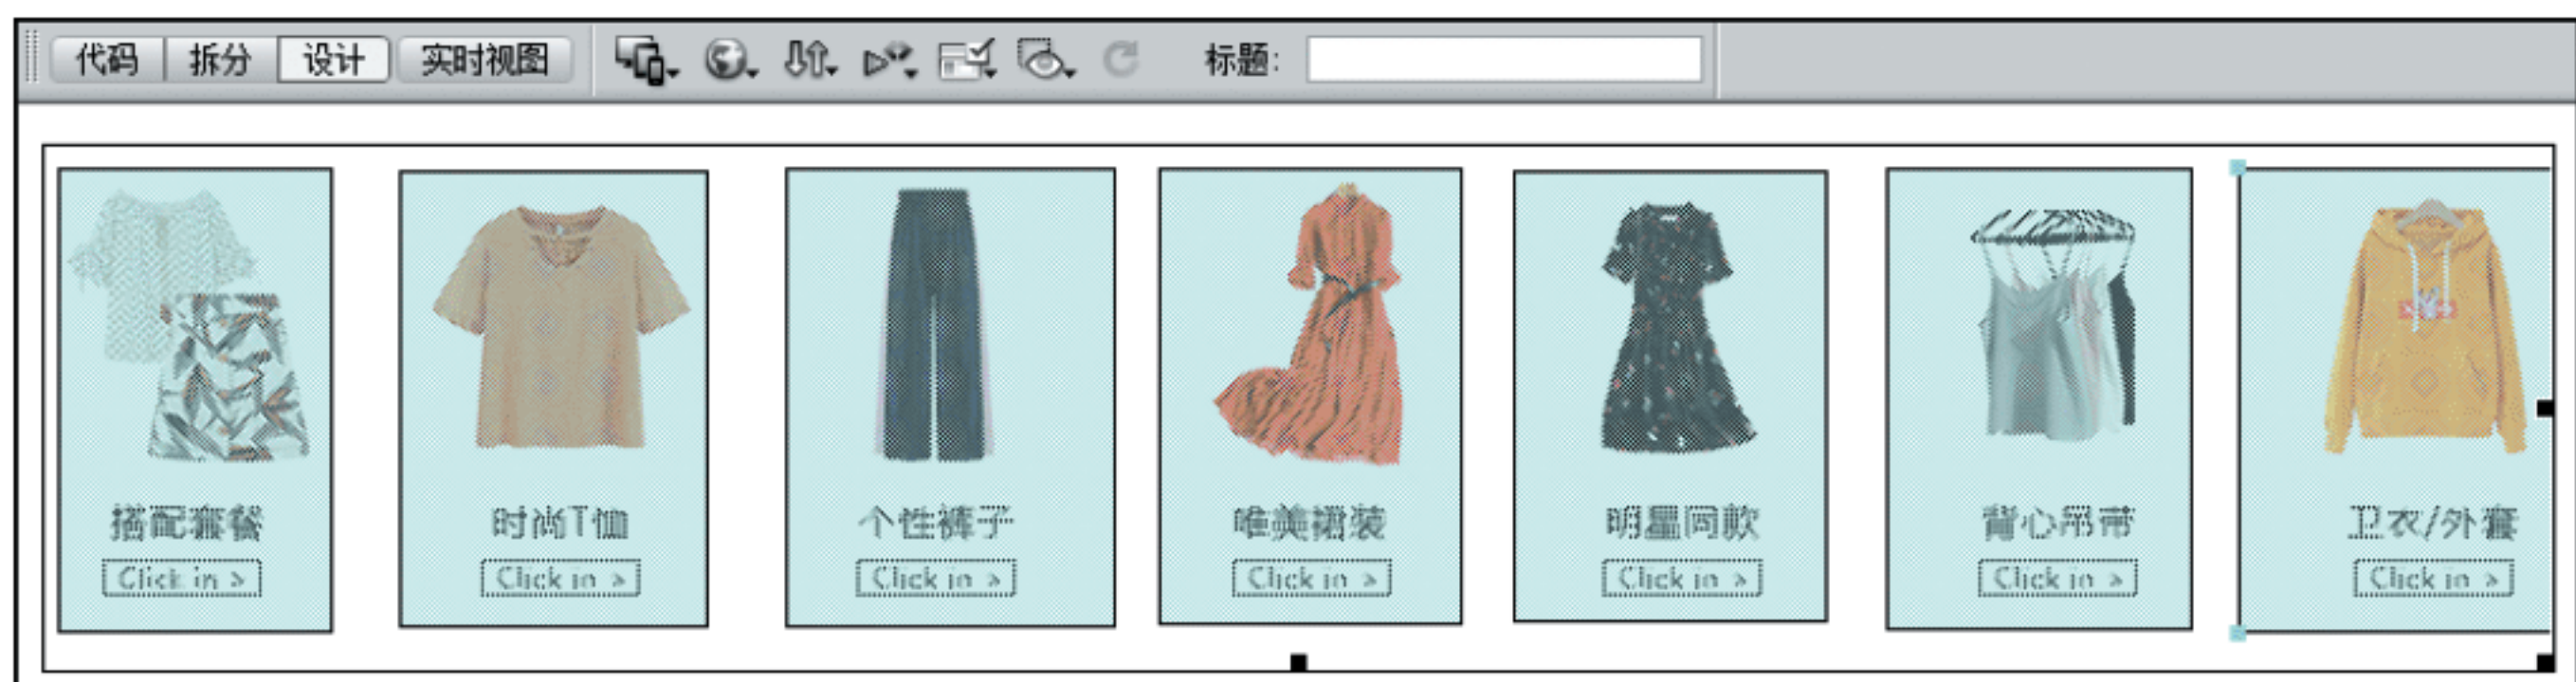 代码 拆分 设计 实时视图 标题:
搭配套餐 时尚T恤 个性裤子 唯美裙装 明星同款 背心吊带 卫衣/外套
Click in > Click in > Click in > Click in > Click in > Click in > Click in >